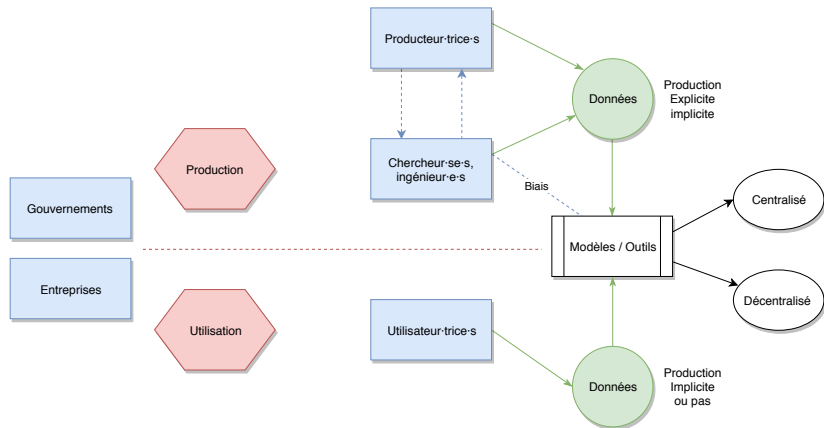 Producteur·trice·s
Données
Production
Explicite
implicite
Production
Chercheur·se·s,
ingénieur·e·s
Biais
Gouvernements
Centralisé
Modèles / Outils
Entreprises
Décentralisé
Utilisation
Utilisateur·trice·s
Données
Production
Implicite
ou pas